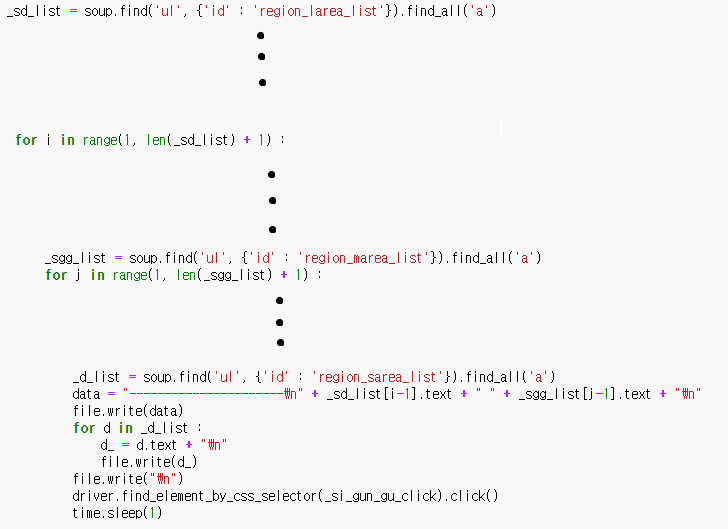 _sd_list = soup.find('ul', {'id' : 'region_larea_list'}).find_all('a')
for i in range(1, len(_sd_list) + 1) :
_sgg_list = soup.find('ul', {'id' : 'region_marea_list'}).find_all('a')
for j in range(1, len(_sgg_list) + 1) :
_d_list = soup.find('ul', {'id' : 'region_sarea_list'}).find_all('a')
data = "----------------------₩n" + _sd_list[i-1].text + " " + _sgg_list[j-1].text + "₩n"
file.write(data)
for d in _d_list :
d_ = d.text + "₩n"
file.write(d_)
file.write("₩n")
driver.find_element_by_css_selector(_si_gun_gu_click).click()
time.sleep(1)